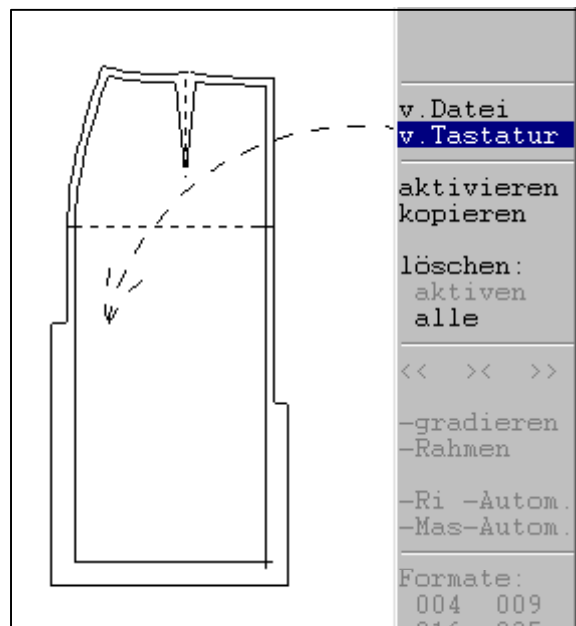 v.Datei
v.Tastatur
aktivieren
kopieren
löschen:
aktiven
alle
<< >< >>
-gradieren
-Rahmen
-Ri -Autom.
-Mas-Autom.
Formate:
004 009